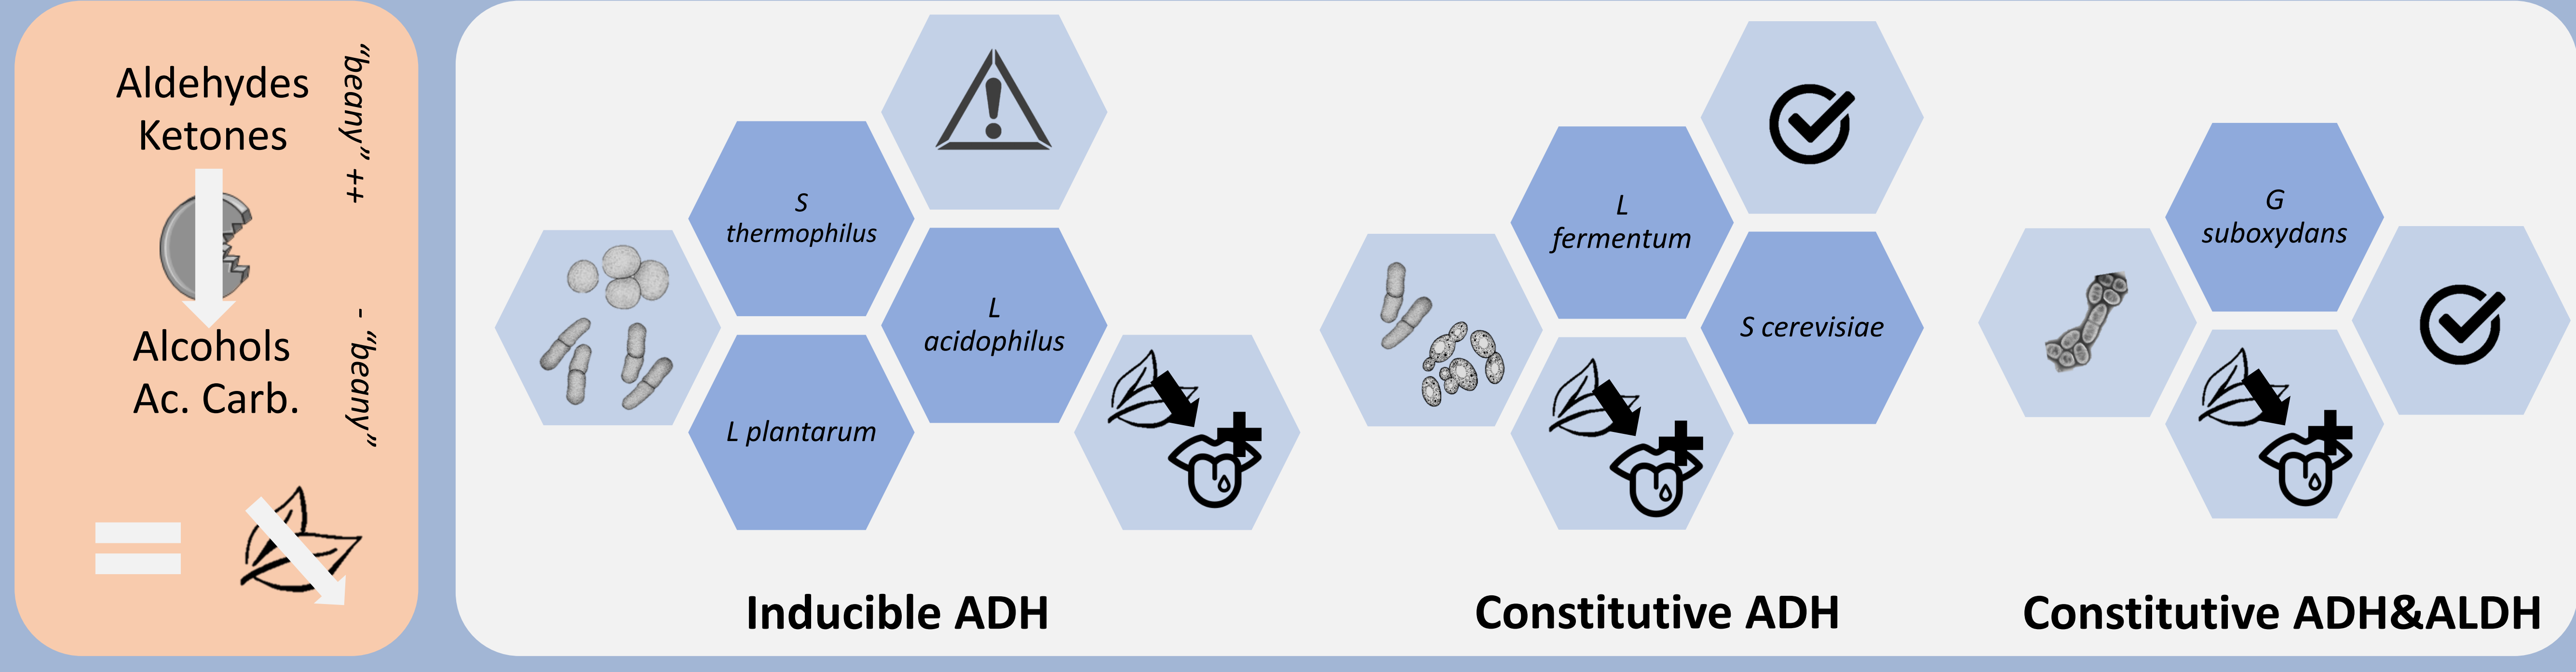 Aldehydes
Ketones
"beany" ++
Alcohols
Ac. Carb.
- "beany"
S
thermophilus
L
acidophilus
L plantarum
Inducible ADH
L
fermentum
S cerevisiae
Constitutive ADH
G
suboxydans
Constitutive ADH&ALDH